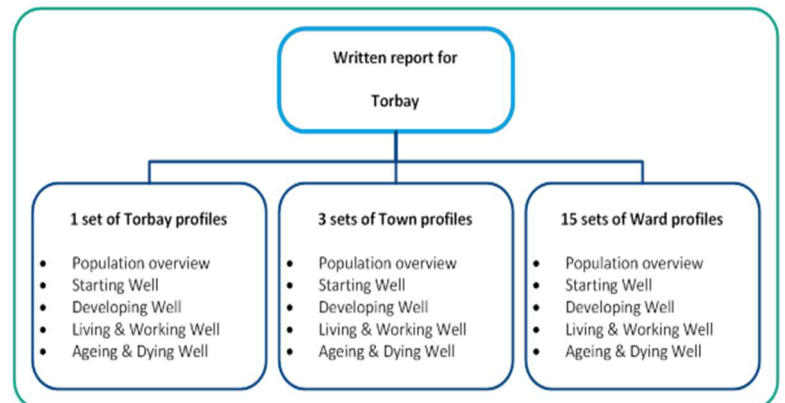 Written report for
Torbay
1 set of Torbay profiles
• Population overview
• Starting Well
• Developing Well
• Living & Working Well
• Ageing & Dying Well
3 sets of Town profiles
• Population overview
• Starting Well
• Developing Well
• Living & Working Well
• Ageing & Dying Well
15 sets of Ward profiles
• Population overview
• Starting Well
• Developing Well
• Living & Working Well
• Ageing & Dying Well